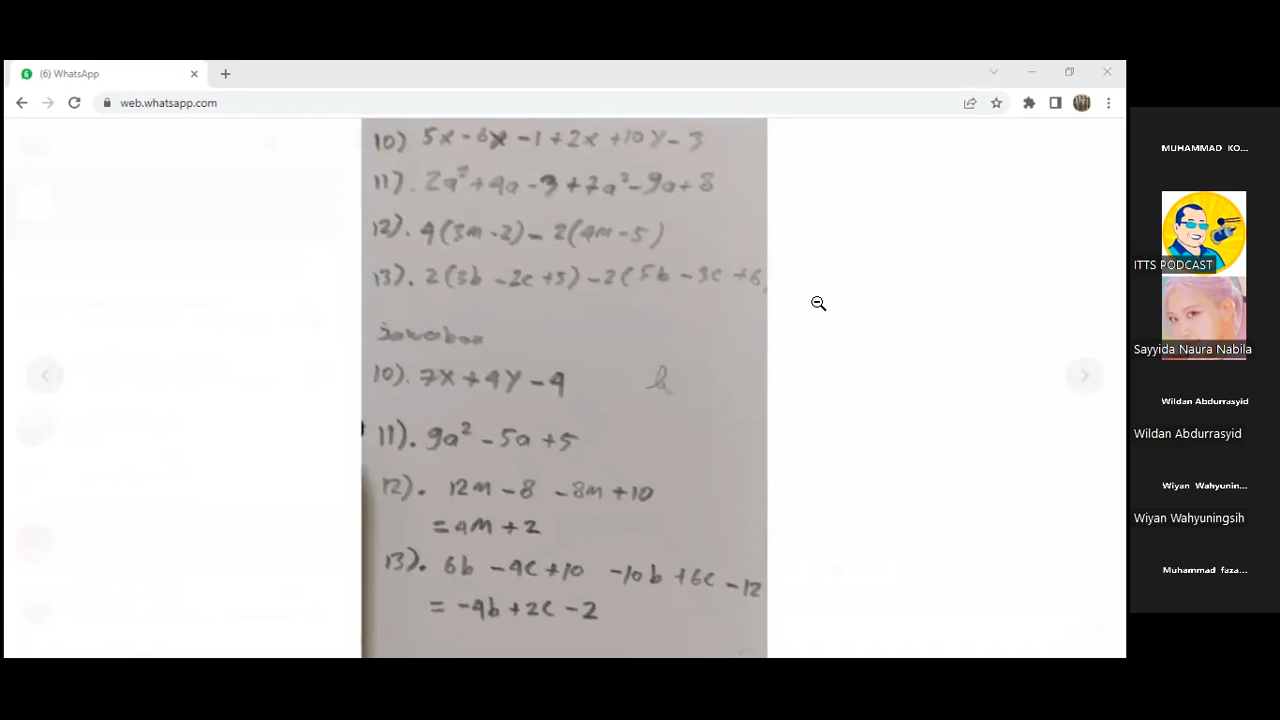 (6) WhatsApp
web.whatsapp.com
10) 5x - 6x - 1 + 2x + 10y - 3
11). 2a² + 4a - 3 + 7a² - 9a + 8
12). 4(3m - 2) - 2(4m - 5)
13). 2(3b - 2c + 5) - 2(5b - 3c + 6
Jawaban
10). 7x + 4y - 4
11). 9a² - 5a + 5
12). 12m - 8 - 8m + 10
= 4m + 2
13). 6b - 4c + 10 - 10b + 6c - 12
= -4b + 2c - 2
MUHAMMAD KO...
ITTS PODCAST
Sayyida Naura Nabila
Wildan Abdurrasyid
Wildan Abdurrasyid
Wiyan Wahyunin...
Wiyan Wahyuningsih
Muhammad faza...